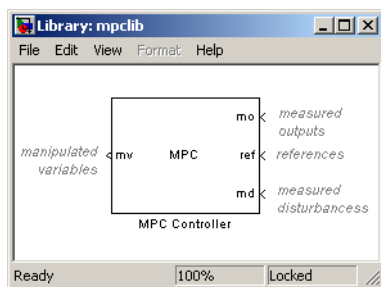 Library: mpclib
File Edit View Format Help
mo
measured
outputs
manipulated
variables
mv
MPC
ref
references
md
measured
disturbancess
MPC Controller
Ready 100% Locked